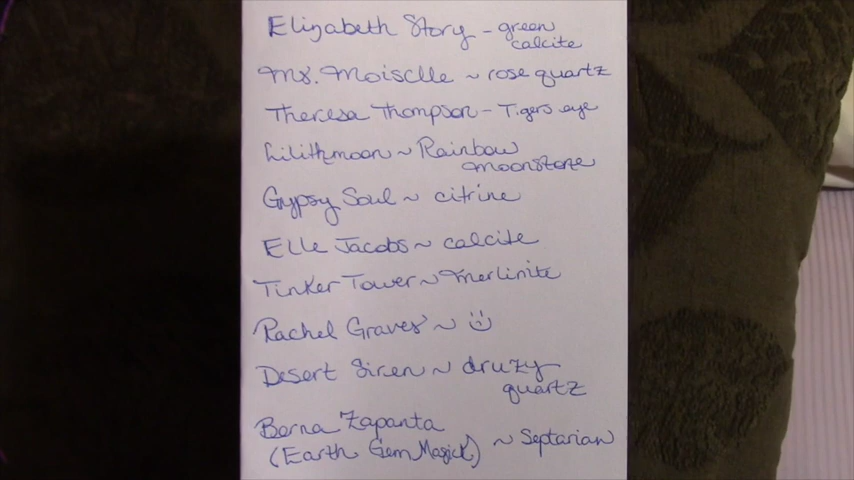 Elizabeth Story - green
calcite
Ms. Moiselle ~ rose quartz
Theresa Thompson - Tigers eye
Lilithmoon ~ Rainbow
moonstone
Gypsy Soul ~ citrine
Elle Jacobs ~ calcite
Tinker Tower ~ Merlinite
Rachel Graves ~ :)
Desert Siren ~ druzy
quartz
Berna Zapanta
(Earth Gem Magick) ~ Septarian